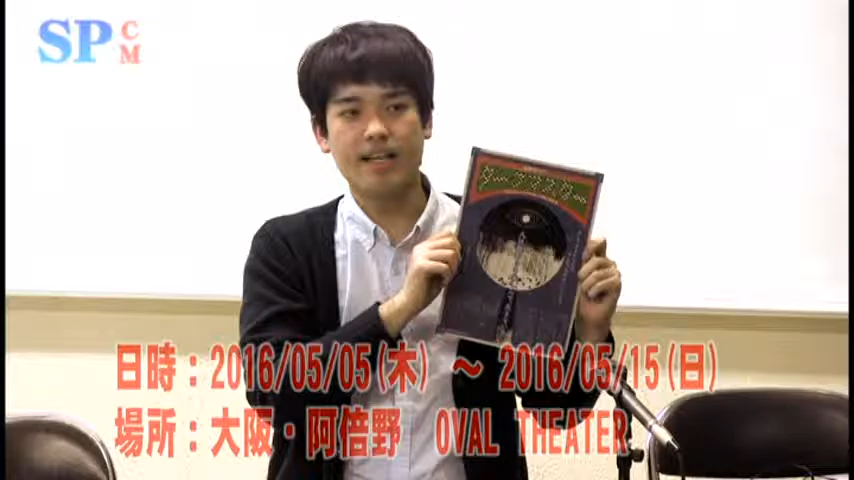 SP CM
ダークマスター
日時：2016/05/05(木) ～ 2016/05/15(日)
場所：大阪・阿倍野 OVAL THEATER